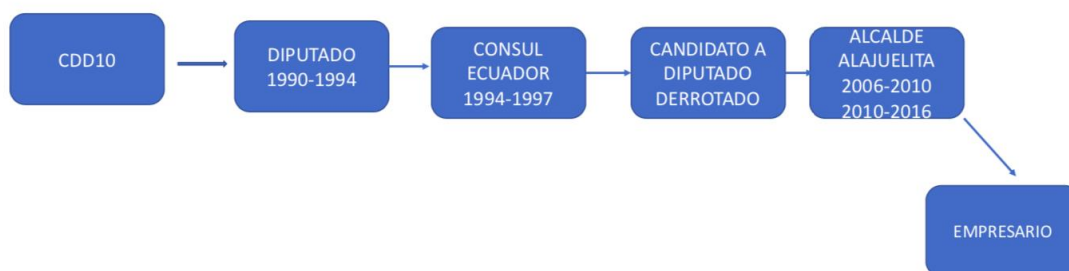 CDD10
DIPUTADO
1990-1994
CONSUL
ECUADOR
1994-1997
CANDIDATO A
DIPUTADO
DERROTADO
ALCALDE
ALAJUELITA
2006-2010
2010-2016
EMPRESARIO